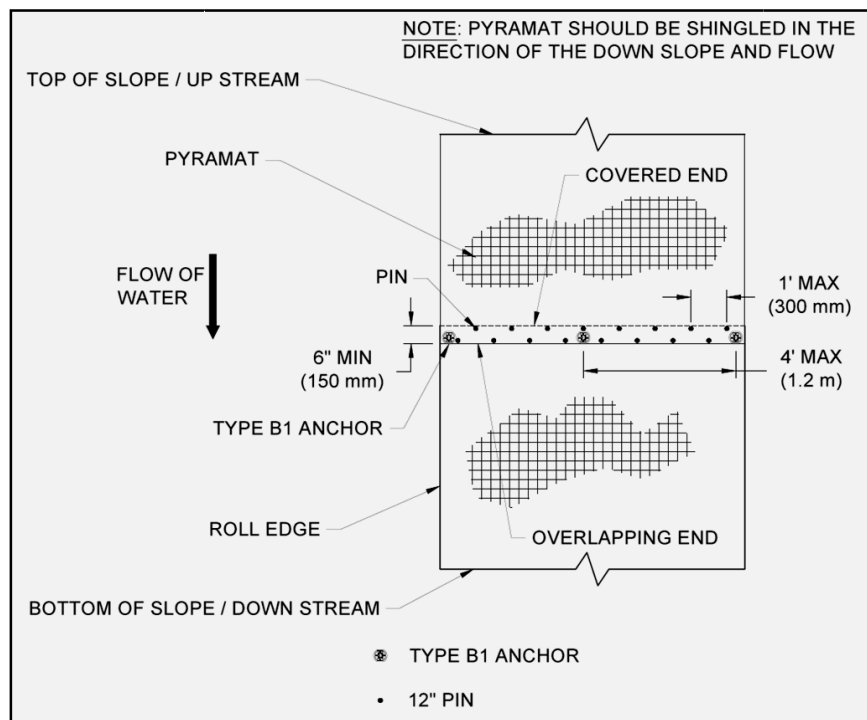 NOTE: PYRAMAT SHOULD BE SHINGLED IN THE
DIRECTION OF THE DOWN SLOPE AND FLOW
TOP OF SLOPE / UP STREAM
PYRAMAT
COVERED END
FLOW OF
WATER
PIN
1' MAX
(300 mm)
6" MIN
(150 mm)
4' MAX
(1.2 m)
TYPE B1 ANCHOR
ROLL EDGE
OVERLAPPING END
BOTTOM OF SLOPE / DOWN STREAM
TYPE B1 ANCHOR
12" PIN